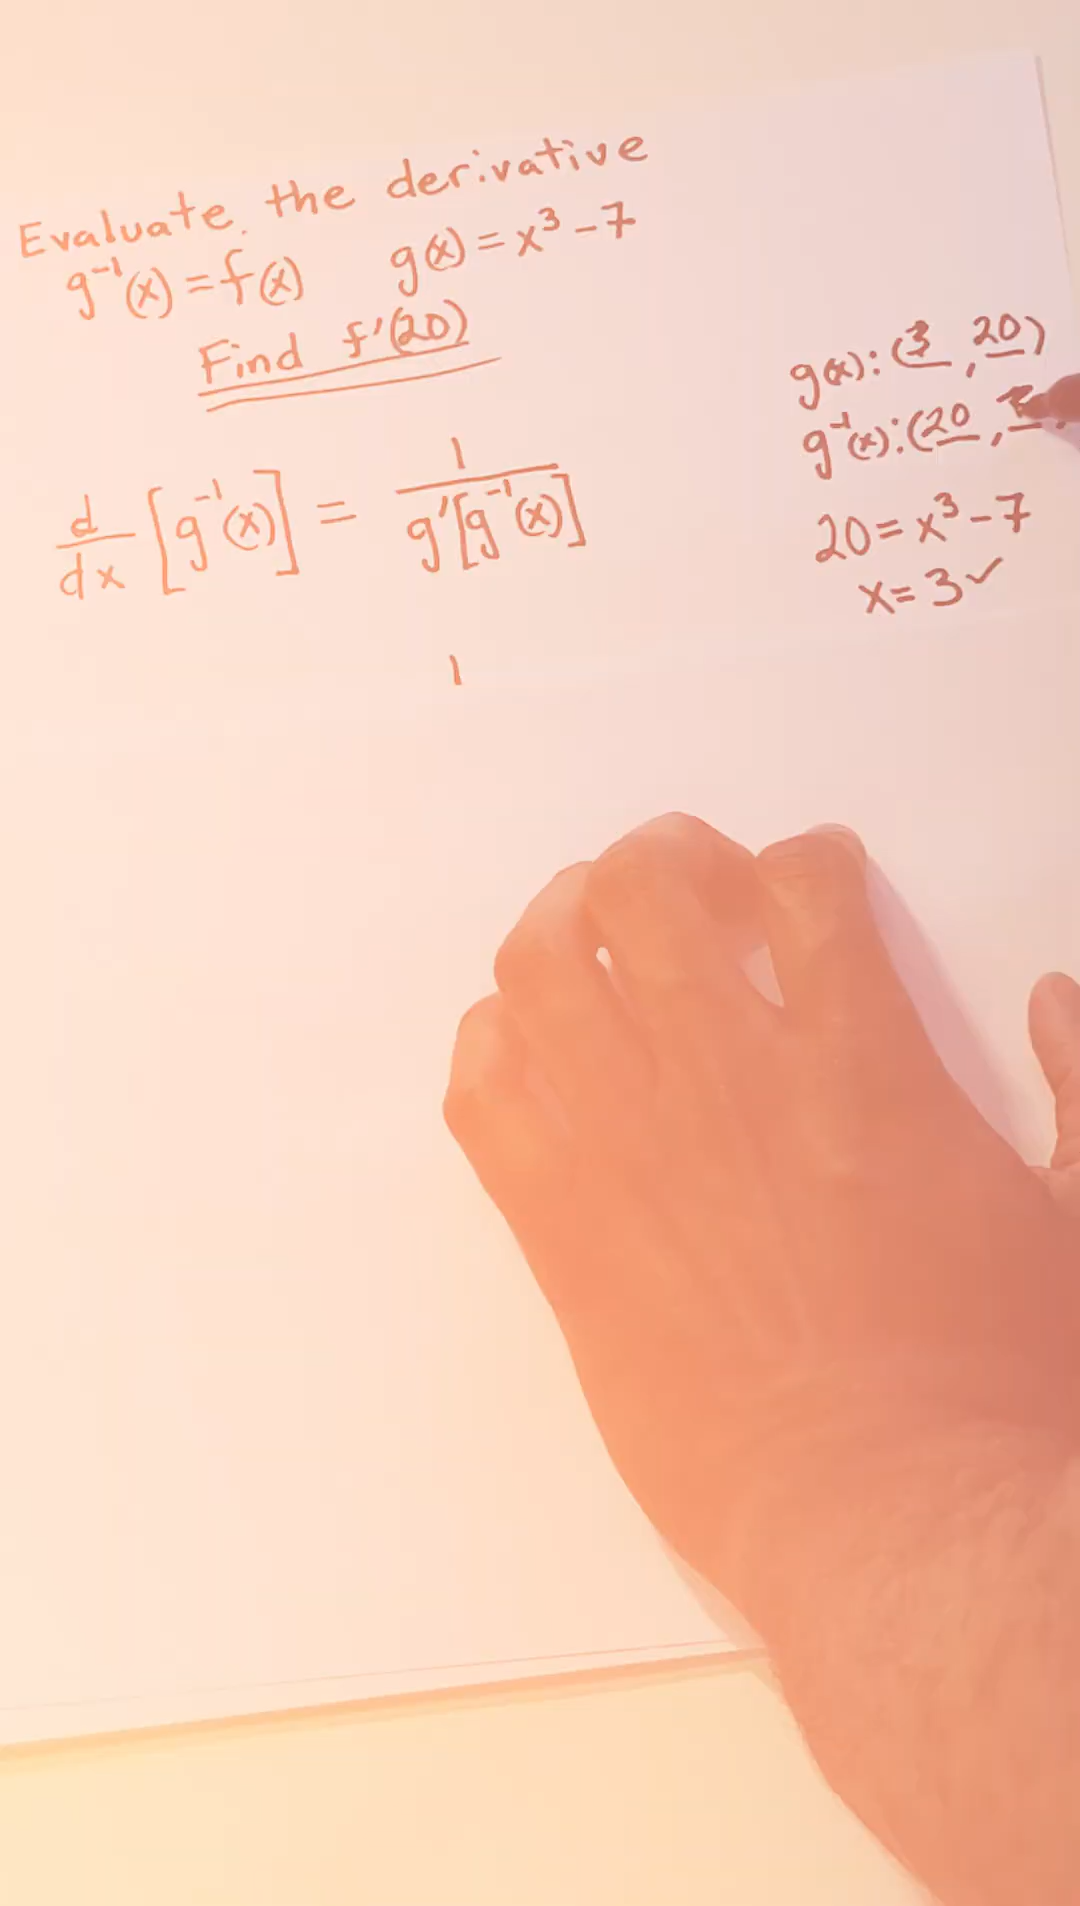 Evaluate the derivative
g⁻¹(x) = f(x) g(x) = x³ - 7
Find f'(20)
d/dx [g⁻¹(x)] = 1/g'[g⁻¹(x)]
1
g(x): (3, 20)
g⁻¹(x): (20, 3
20 = x³ - 7
x = 3 ✓